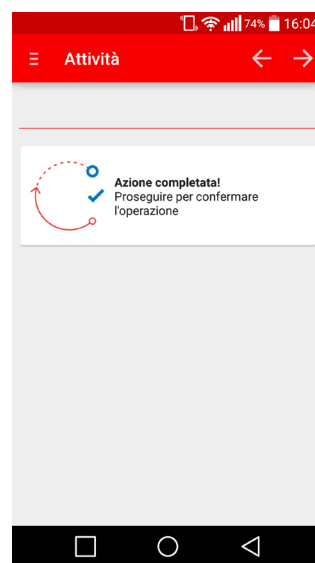 74% 16:04
Attività
Azione completata!
Proseguire per confermare
l'operazione